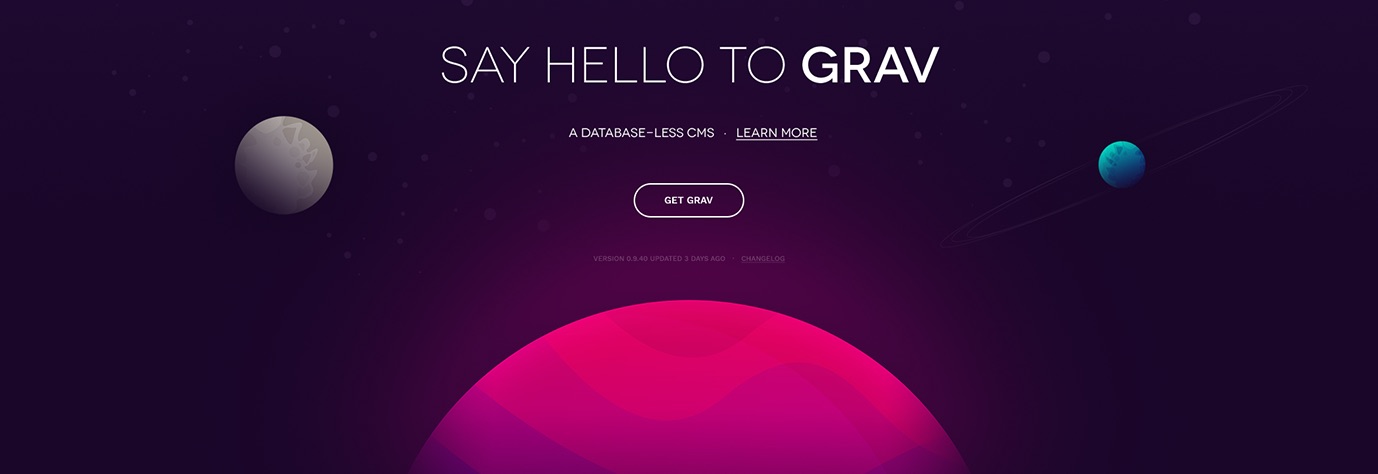 SAY HELLO TO GRAV
A DATABASE-LESS CMS · LEARN MORE
GET GRAV
VERSION 0.9.40 UPDATED 3 DAYS AGO · CHANGELOG